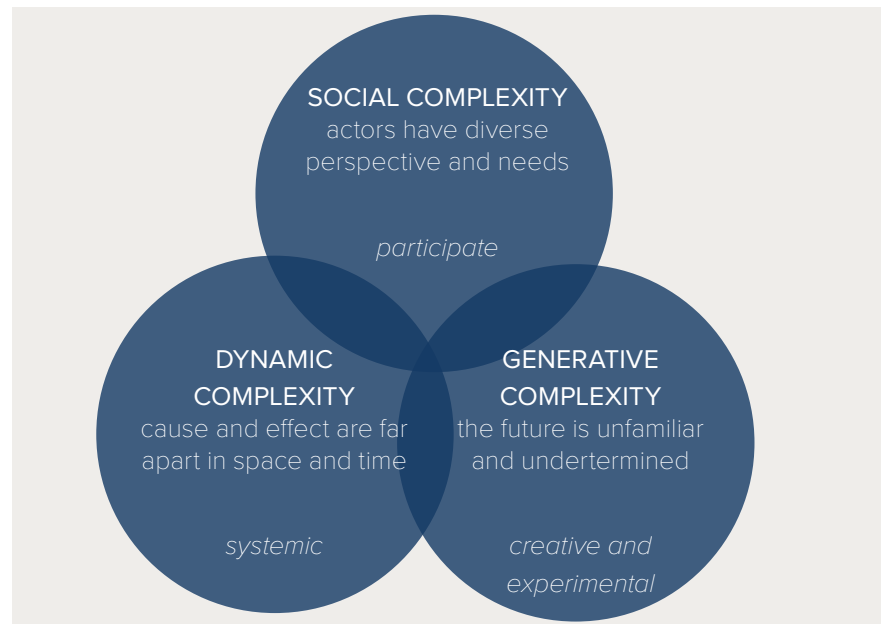 SOCIAL COMPLEXITY
actors have diverse
perspective and needs
participate
DYNAMIC
COMPLEXITY
cause and effect are far
apart in space and time
systemic
GENERATIVE
COMPLEXITY
the future is unfamiliar
and undertermined
creative and
experimental